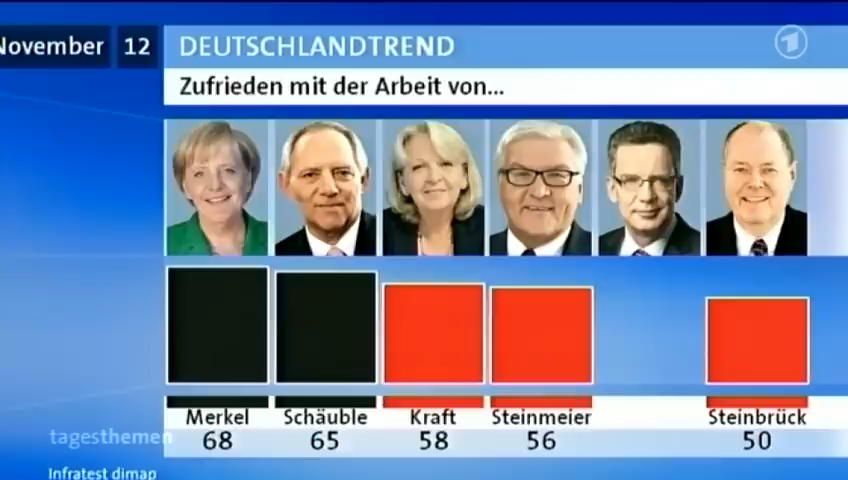 November 12
DEUTSCHLANDTREND
1
Zufrieden mit der Arbeit von...
Merkel Schäuble Kraft Steinmeier Steinbrück
68 65 58 56 50
tagesthemen
Infratest dimap